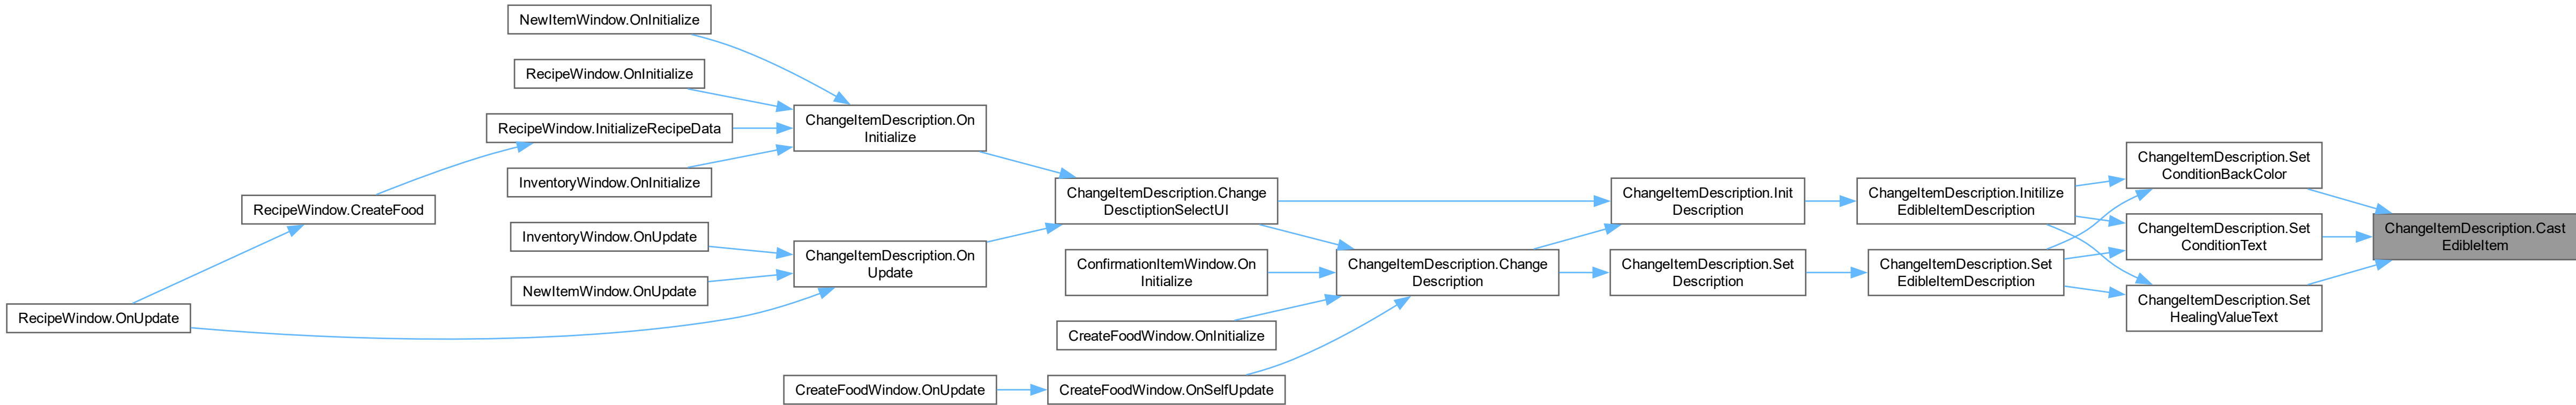 NewItemWindow.OnInitialize
RecipeWindow.OnInitialize
RecipeWindow.InitializeRecipeData
InventoryWindow.OnInitialize
RecipeWindow.CreateFood
RecipeWindow.OnUpdate
ChangeItemDescription.On
Initialize
InventoryWindow.OnUpdate
NewItemWindow.OnUpdate
ChangeItemDescription.On
Update
CreateFoodWindow.OnUpdate
ChangeItemDescription.Change
DesctiptionSelectUI
ConfirmationItemWindow.On
Initialize
CreateFoodWindow.OnInitialize
CreateFoodWindow.OnSelfUpdate
ChangeItemDescription.Change
Description
ChangeItemDescription.Init
Description
ChangeItemDescription.Set
Description
ChangeItemDescription.Initilize
EdibleItemDescription
ChangeItemDescription.Set
EdibleItemDescription
ChangeItemDescription.Set
ConditionBackColor
ChangeItemDescription.Set
ConditionText
ChangeItemDescription.Set
HealingValueText
ChangeItemDescription.Cast
EdibleItem